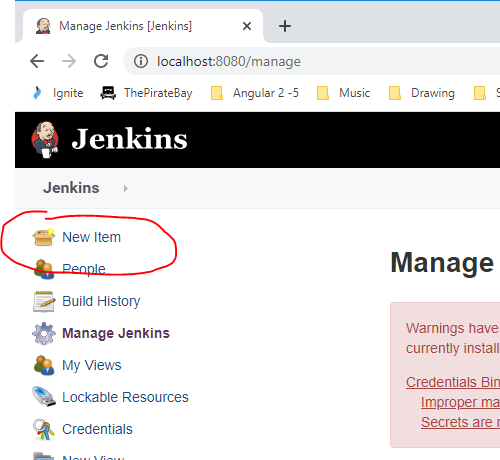 Manage Jenkins [Jenkins]
localhost:8080/manage
Ignite ThePirateBay Angular 2 -5 Music Drawing
Jenkins
Jenkins
New Item
People
Build History
Manage Jenkins
My Views
Lockable Resources
Credentials
New View
Manage
Warnings have
currently install
Credentials Bin
Improper ma
Secrets are r